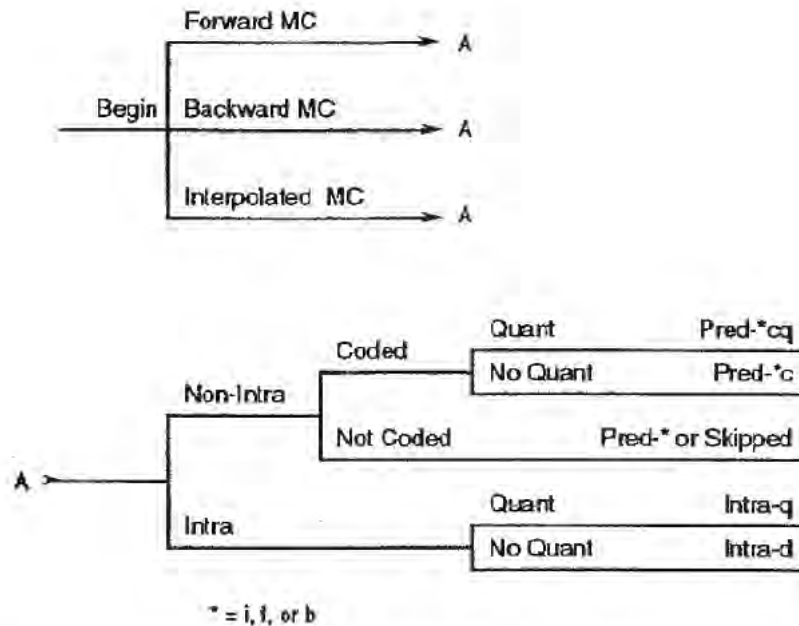 Forward MC
A
Begin
Backward MC
A
Interpolated MC
A
Quant Pred-*cq
Coded
No Quant Pred-*c
Non-Intra
Not Coded Pred-* or Skipped
A
Quant Intra-q
Intra
No Quant Intra-d
* = i, f, or b